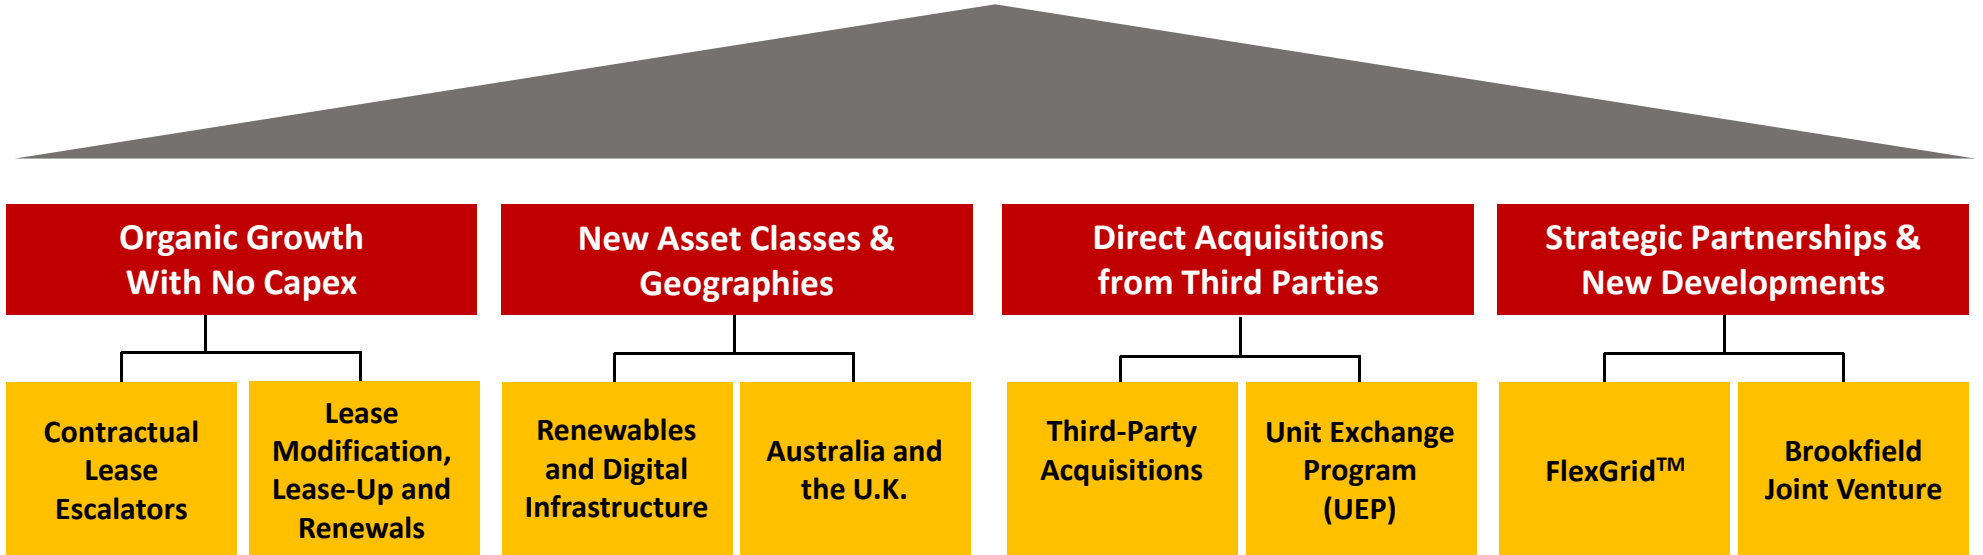 Organic Growth
With No Capex
New Asset Classes &
Geographies
Direct Acquisitions
from Third Parties
Strategic Partnerships &
New Developments
Contractual
Lease
Escalators
Lease
Modification,
Lease-Up and
Renewals
Renewables
and Digital
Infrastructure
Australia and
the U.K.
Third-Party
Acquisitions
Unit Exchange
Program
(UEP)
FlexGrid™
Brookfield
Joint Venture